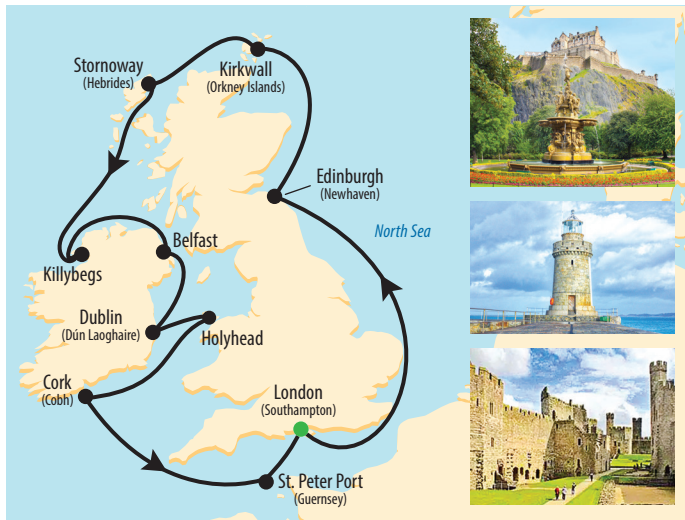 Stornoway
(Hebrides)
Kirkwall
(Orkney Islands)
Edinburgh
(Newhaven)
North Sea
Belfast
Killybegs
Dublin
(Dún Laoghaire)
Holyhead
Cork
(Cobh)
London
(Southampton)
St. Peter Port
(Guernsey)